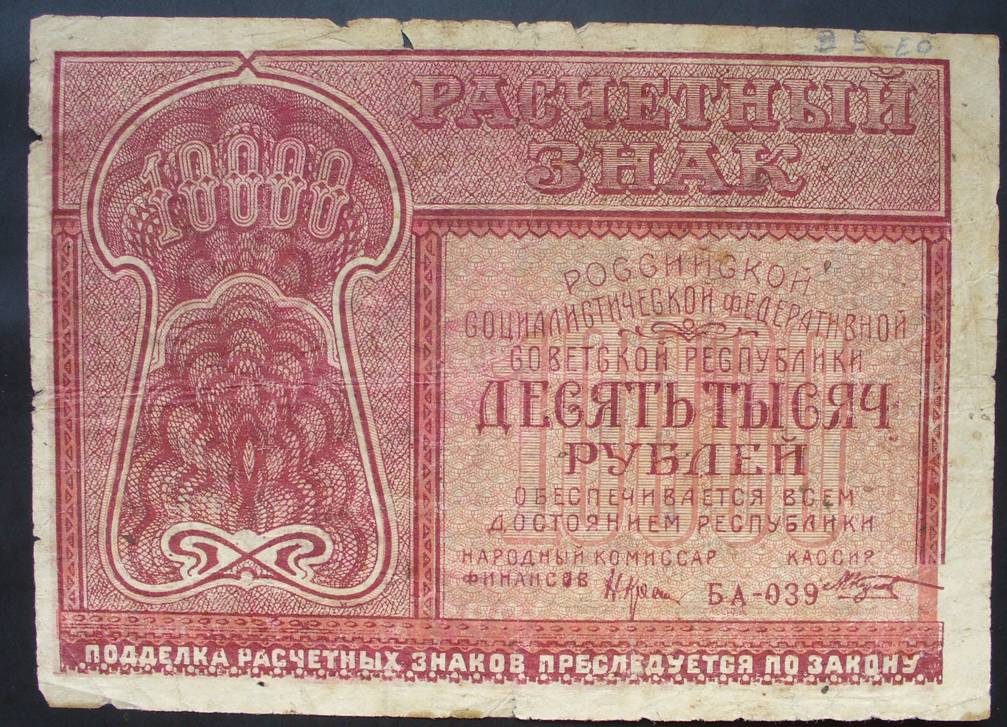 РАСЧЕТНЫЙ
ЗНАК
10000
РОССИЙСКОЙ
СОЦИАЛИСТИЧЕСКОЙ ФЕДЕРАТИВНОЙ
СОВЕТСКОЙ РЕСПУБЛИКИ
ДЕСЯТЬ ТЫСЯЧ
РУБЛЕЙ
ОБЕСПЕЧИВАЕТСЯ ВСЕМ
ДОСТОЯНИЕМ РЕСПУБЛИКИ
НАРОДНЫЙ КОМИССАР КАССИР
ФИНАНСОВ БА-039
ПОДДЕЛКА РАСЧЕТНЫХ ЗНАКОВ ПРЕСЛЕДУЕТСЯ ПО ЗАКОНУ